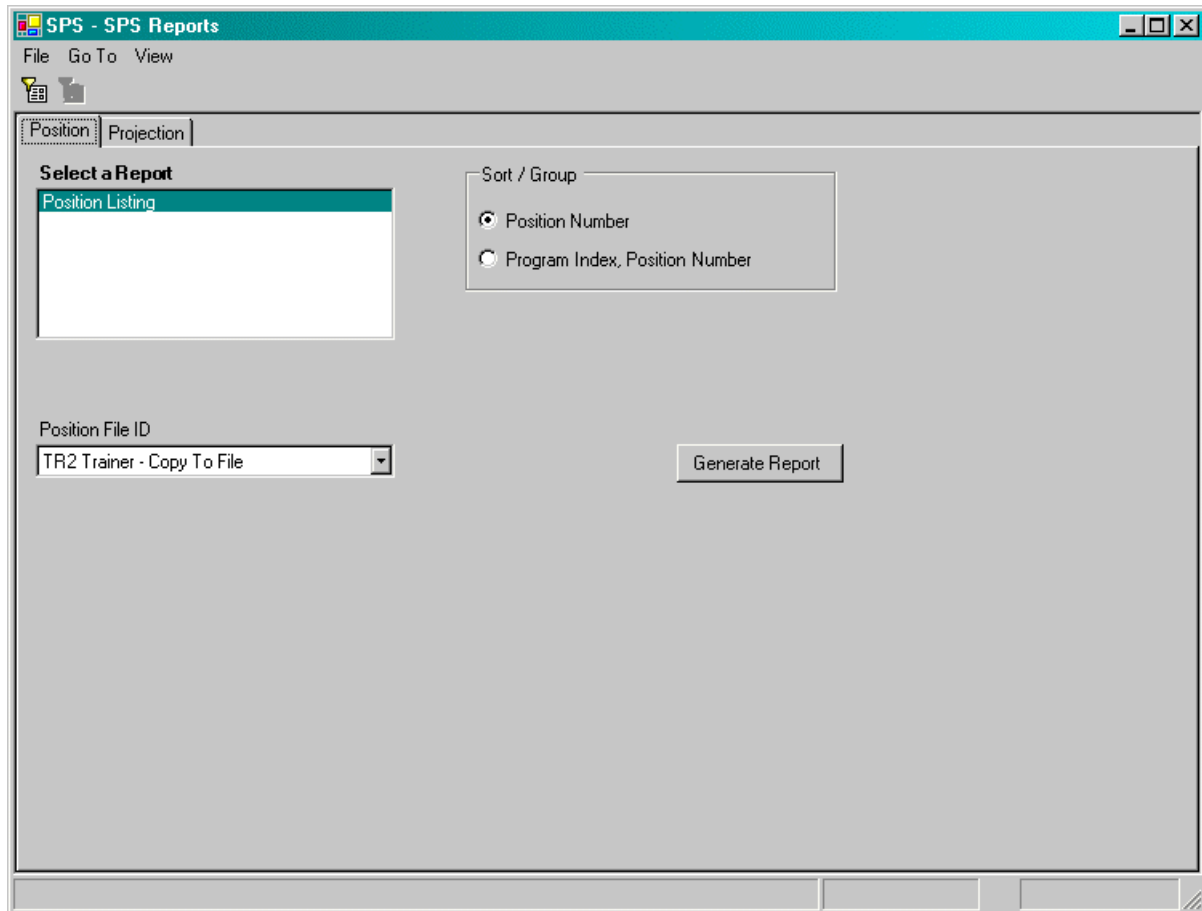 SPS - SPS Reports
File Go To View
Position Projection
Select a Report
Position Listing
Sort / Group
Position Number
Program Index, Position Number
Position File ID
TR2 Trainer - Copy To File
Generate Report